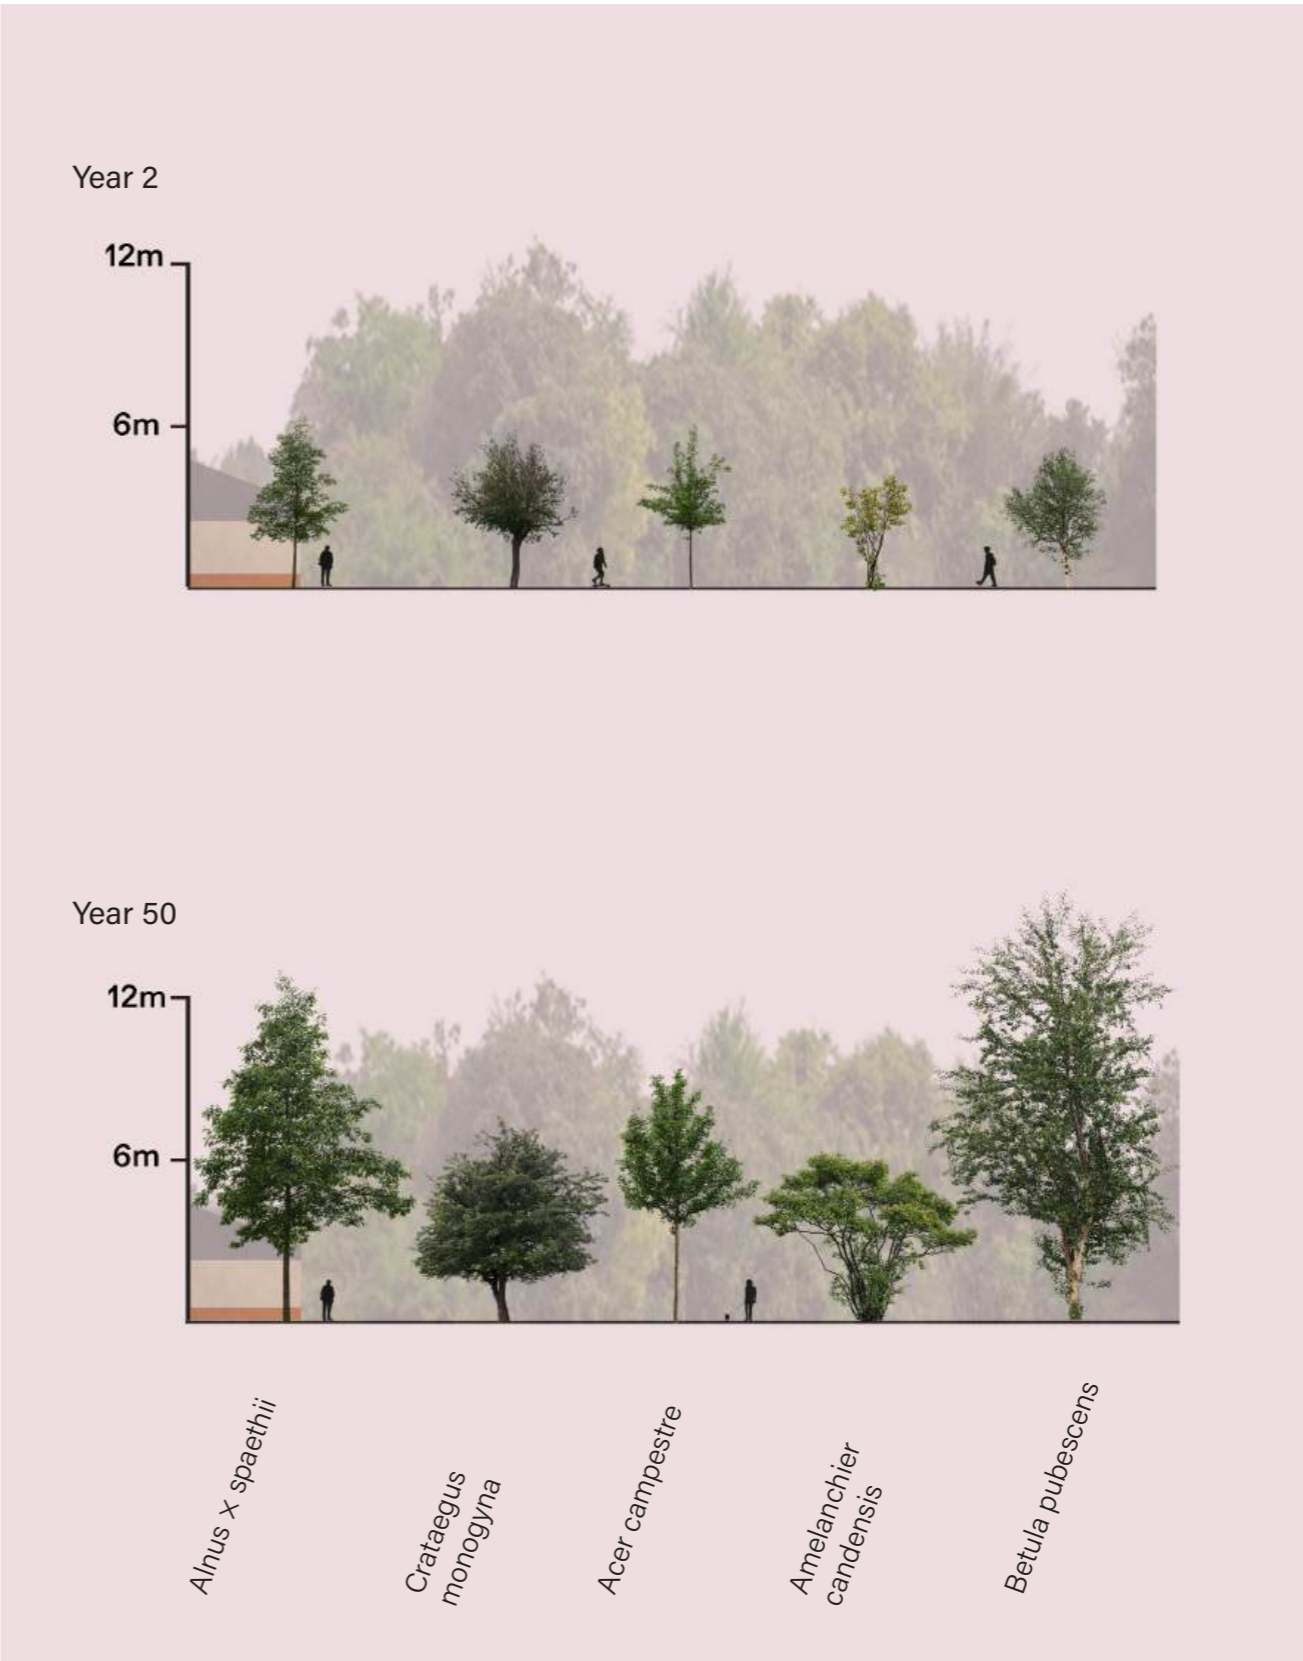 Year 2
12m
6m
Year 50
12m
6m
Alnus × spaethii
Crataegus
monogyna
Acer campestre
Amelanchier
candensis
Betula pubescens